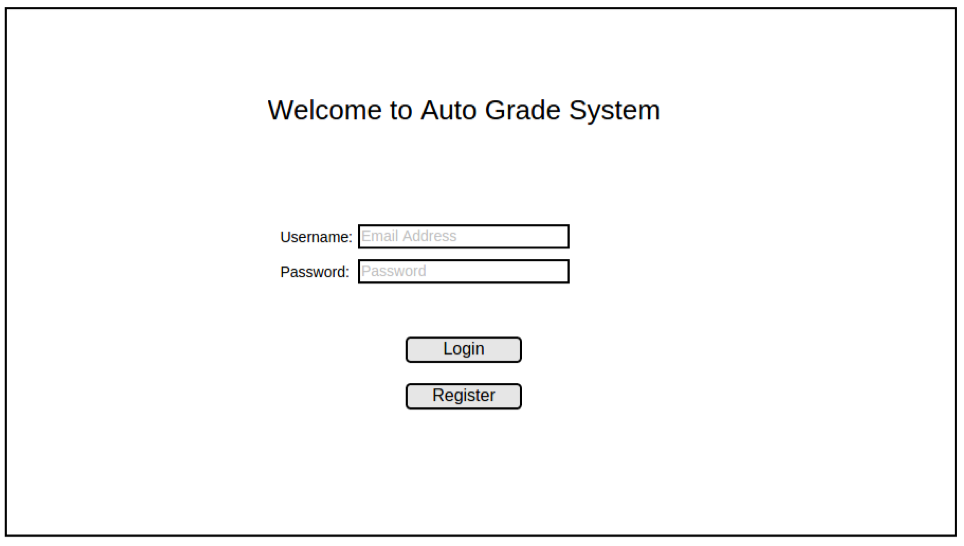 Welcome to Auto Grade System
Username: Email Address
Password: Password
Login
Register